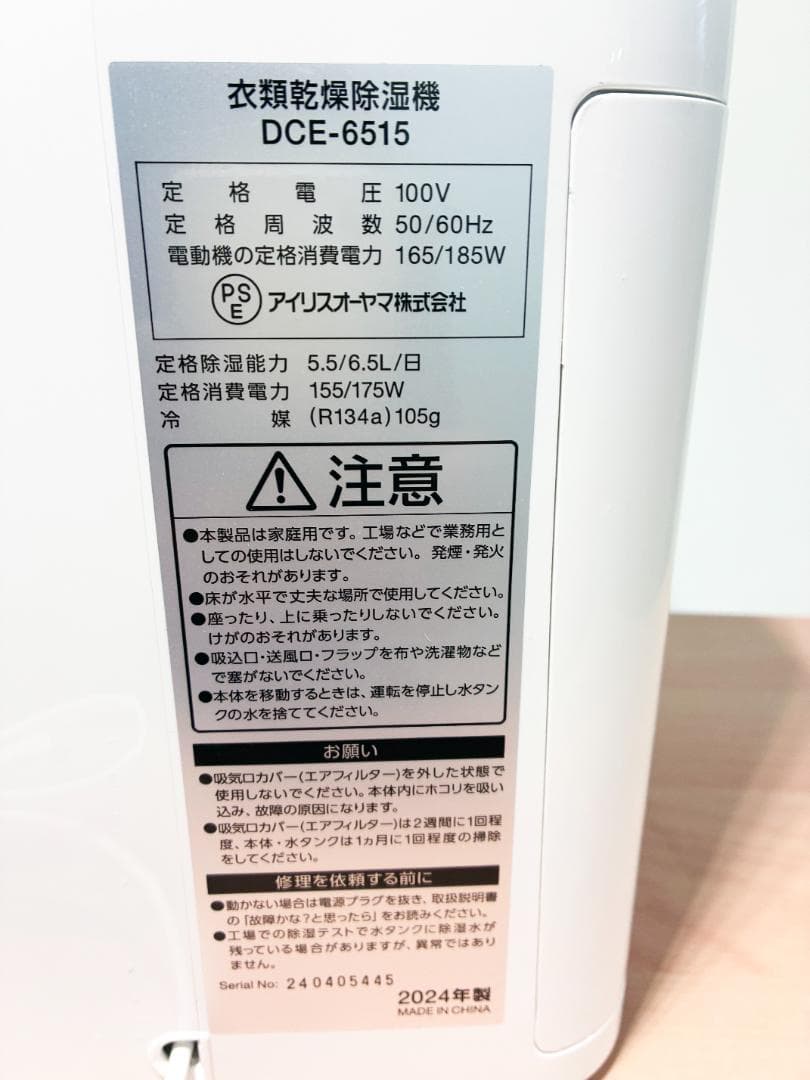 衣類乾燥除湿機
DCE-6515
定格電圧 100V
定格周波数 50/60Hz
電動機の定格消費電力 165/185W
PSE アイリスオーヤマ株式会社
定格除湿能力 5.5/6.5L/日
定格消費電力 155/175W
冷媒 (R134a)105g
注意
●本製品は家庭用です。工場などで業務用と
しての使用はしないでください。発煙・発火
のおそれがあります。
●床が水平で丈夫な場所で使用してください。
●座ったり、上に乗ったりしないでください。
けがのおそれがあります。
●吸込口・送風口・フラップを布や洗濯物など
で塞がないでください。
●本体を移動するときは、運転を停止し水タン
クの水を捨ててください。
お願い
●吸気口カバー(エアフィルター)を外した状態で
使用しないでください。本体内にホコリを吸い
込み、故障の原因になります。
●吸気口カバー(エアフィルター)は2週間に1回程
度、本体・水タンクは1ヵ月に1回程度の掃除
をしてください。
修理を依頼する前に
●動かない場合は電源プラグを抜き、取扱説明書
の「故障かな?と思ったら」をお読みください。
●工場での除湿テストで水タンクに除湿水が
残っている場合がありますが、異常ではあり
ません。
Serial No: 240405445
2024年製
MADE IN CHINA